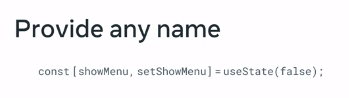 Provide any name
const [showMenu, setShowMenu] = useState(false);